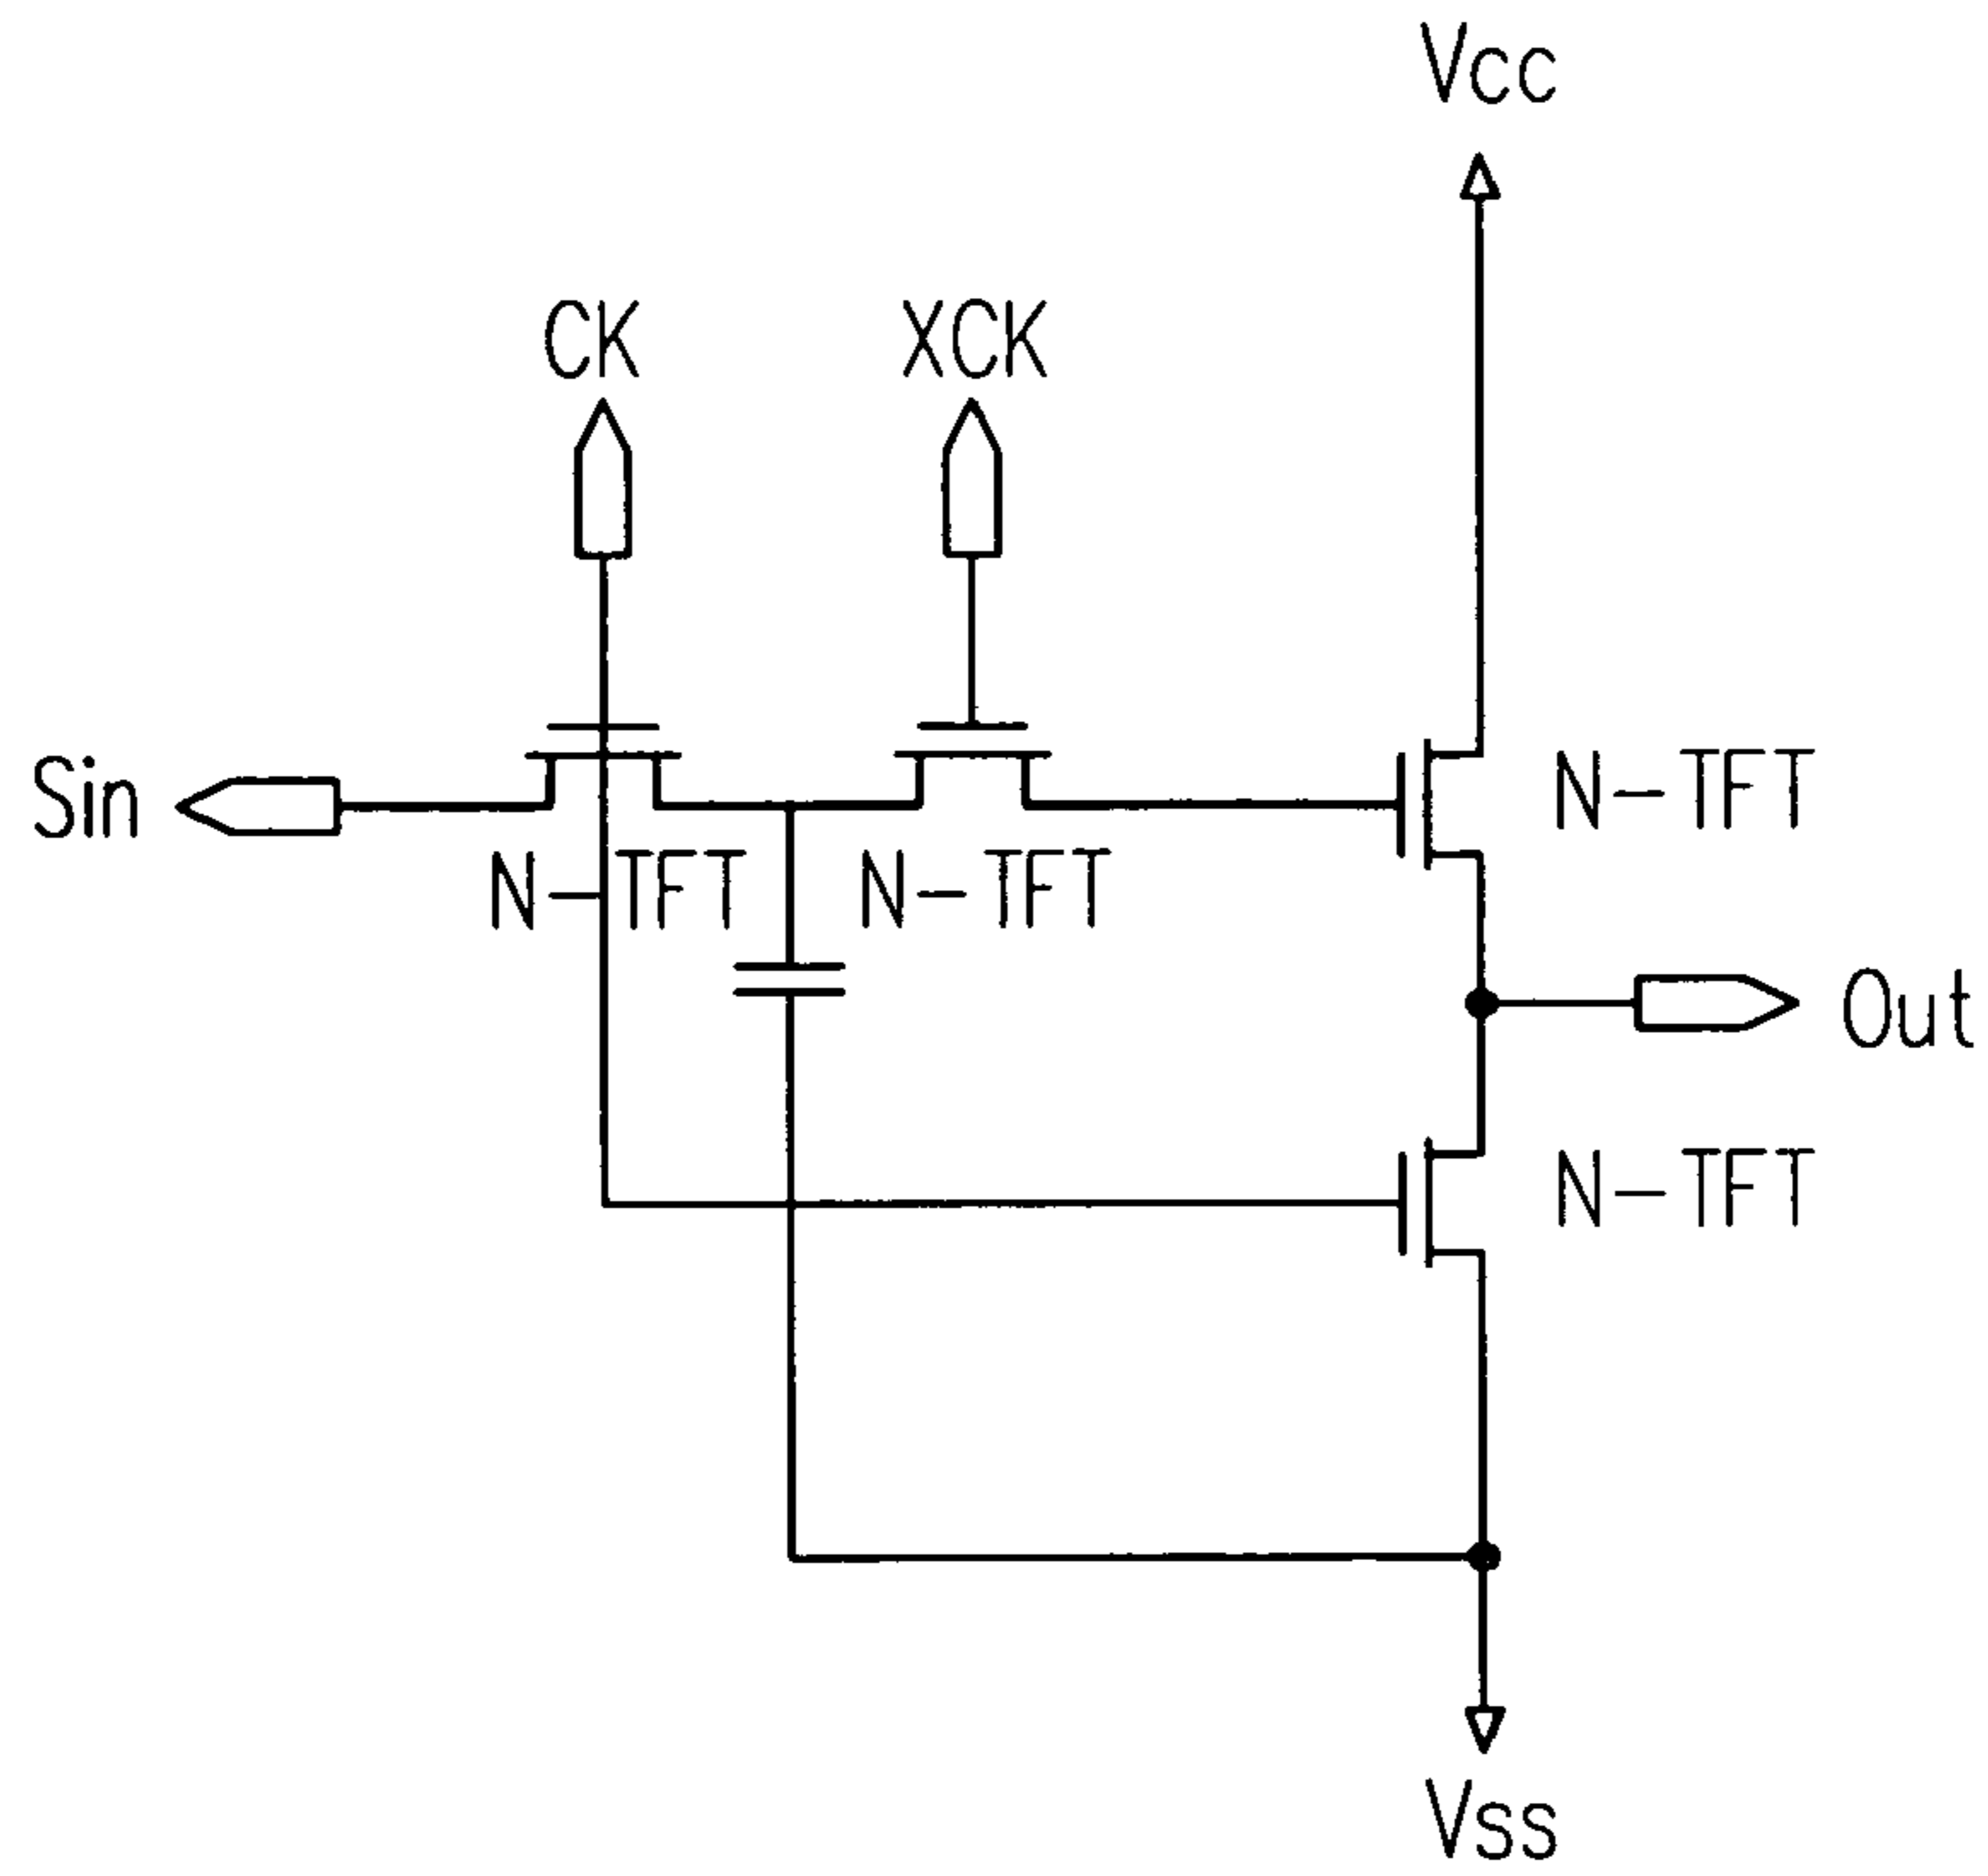 Vcc
CK
XCK
Sin
N-TFT
N-TFT
N-TFT
Out
N-TFT
Vss